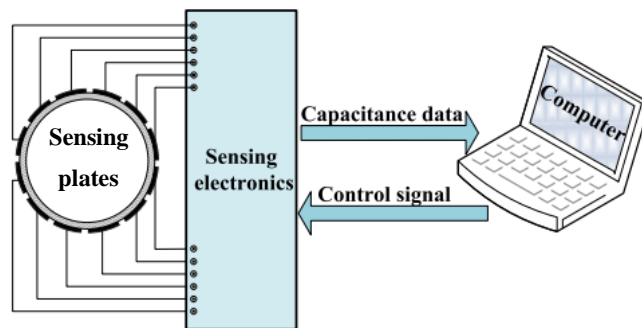 Sensing
plates
Sensing
electronics
Capacitance data
Control signal
Computer